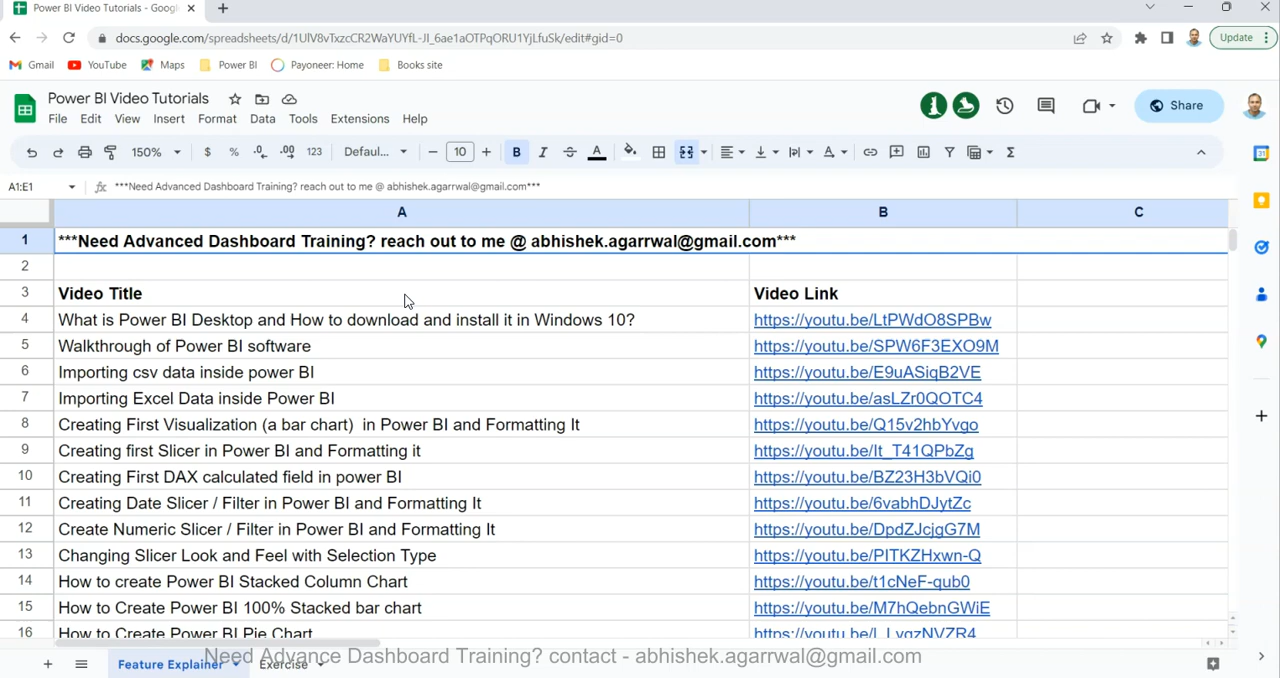 Power BI Video Tutorials - Goog
docs.google.com/spreadsheets/d/1UlV8vTxzcCR2WaYUYfL-JI_6ae1aOTPqORU1YjLfuSk/edit#gid=0
Update
Gmail YouTube Maps Power BI Payoneer: Home Books site
Power BI Video Tutorials
File Edit View Insert Format Data Tools Extensions Help
Share
150% $ % .0 .00 123 Defaul... 10 B I A
A1:E1 fx ***Need Advanced Dashboard Training? reach out to me @ abhishek.agarrwal@gmail.com***
A B C
1 ***Need Advanced Dashboard Training? reach out to me @ abhishek.agarrwal@gmail.com***
2
3 Video Title Video Link
4 What is Power BI Desktop and How to download and install it in Windows 10? https://youtu.be/LtPWdO8SPBw
5 Walkthrough of Power BI software https://youtu.be/SPW6F3EXO9M
6 Importing csv data inside power BI https://youtu.be/E9uASiqB2VE
7 Importing Excel Data inside Power BI https://youtu.be/asLZr0QOTC4
8 Creating First Visualization (a bar chart) in Power BI and Formatting It https://youtu.be/Q15v2hbYvgo
9 Creating first Slicer in Power BI and Formatting it https://youtu.be/It_T41QPbZg
10 Creating First DAX calculated field in power BI https://youtu.be/BZ23H3bVQi0
11 Creating Date Slicer / Filter in Power BI and Formatting It https://youtu.be/6vabhDJytZc
12 Create Numeric Slicer / Filter in Power BI and Formatting It https://youtu.be/DpdZJcjgG7M
13 Changing Slicer Look and Feel with Selection Type https://youtu.be/PITKZHxwn-Q
14 How to create Power BI Stacked Column Chart https://youtu.be/t1cNeF-qub0
15 How to Create Power BI 100% Stacked bar chart https://youtu.be/M7hQebnGWiE
16 How to Create Power BI Pie Chart
Feature Explainer Exercise
Need Advance Dashboard Training? contact - abhishek.agarrwal@gmail.com